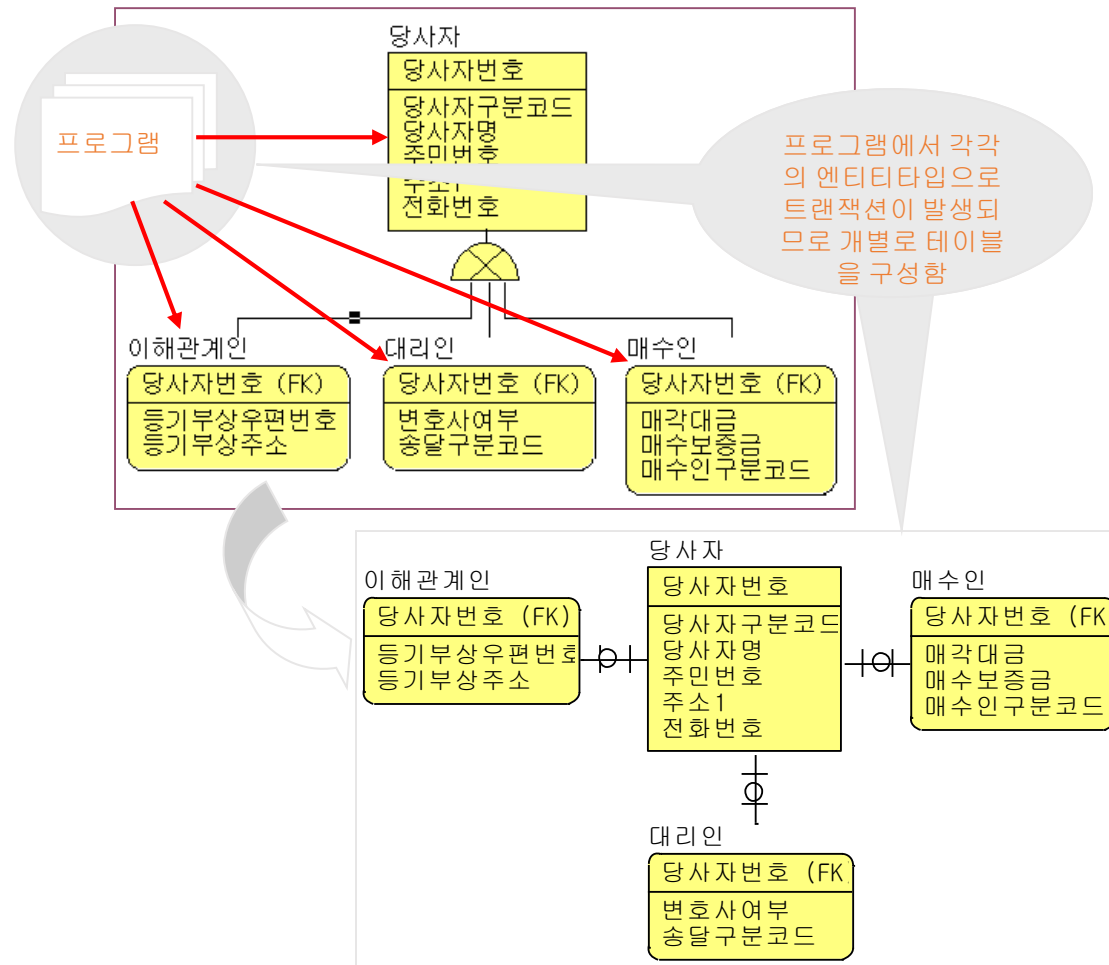 당사자
당사자번호
당사자구분코드
당사자명
주민번호
주소1
전화번호
프로그램
프로그램에서 각각
의 엔티티타입으로
트랜잭션이 발생되
므로 개별로 테이블
을 구성함
이해관계인
당사자번호 (FK)
등기부상우편번호
등기부상주소
대리인
당사자번호 (FK)
변호사여부
송달구분코드
매수인
당사자번호 (FK)
매각대금
매수보증금
매수인구분코드
이해관계인
당사자번호 (FK)
등기부상우편번호
등기부상주소
당사자
당사자번호
당사자구분코드
당사자명
주민번호
주소1
전화번호
매수인
당사자번호 (FK
매각대금
매수보증금
매수인구분코드
대리인
당사자번호 (FK
변호사여부
송달구분코드